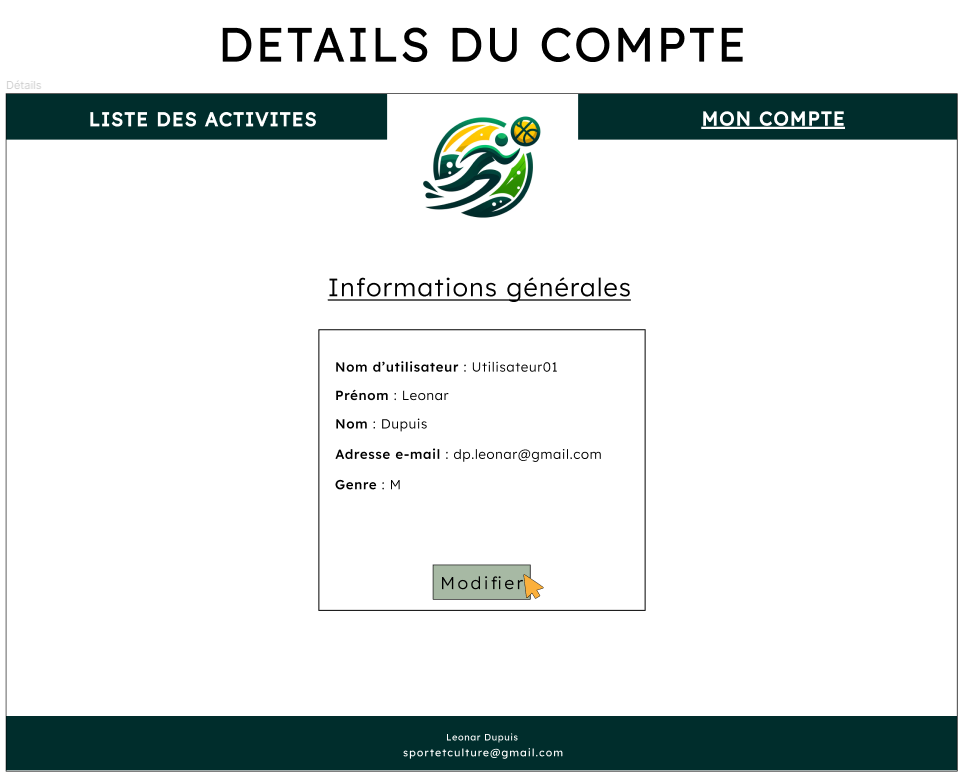 DETAILS DU COMPTE
Détails
LISTE DES ACTIVITES
MON COMPTE
Informations générales
Nom d’utilisateur : Utilisateur01
Prénom : Leonar
Nom : Dupuis
Adresse e-mail : dp.leonar@gmail.com
Genre : M
Modifier
Leonar Dupuis
sportetculture@gmail.com